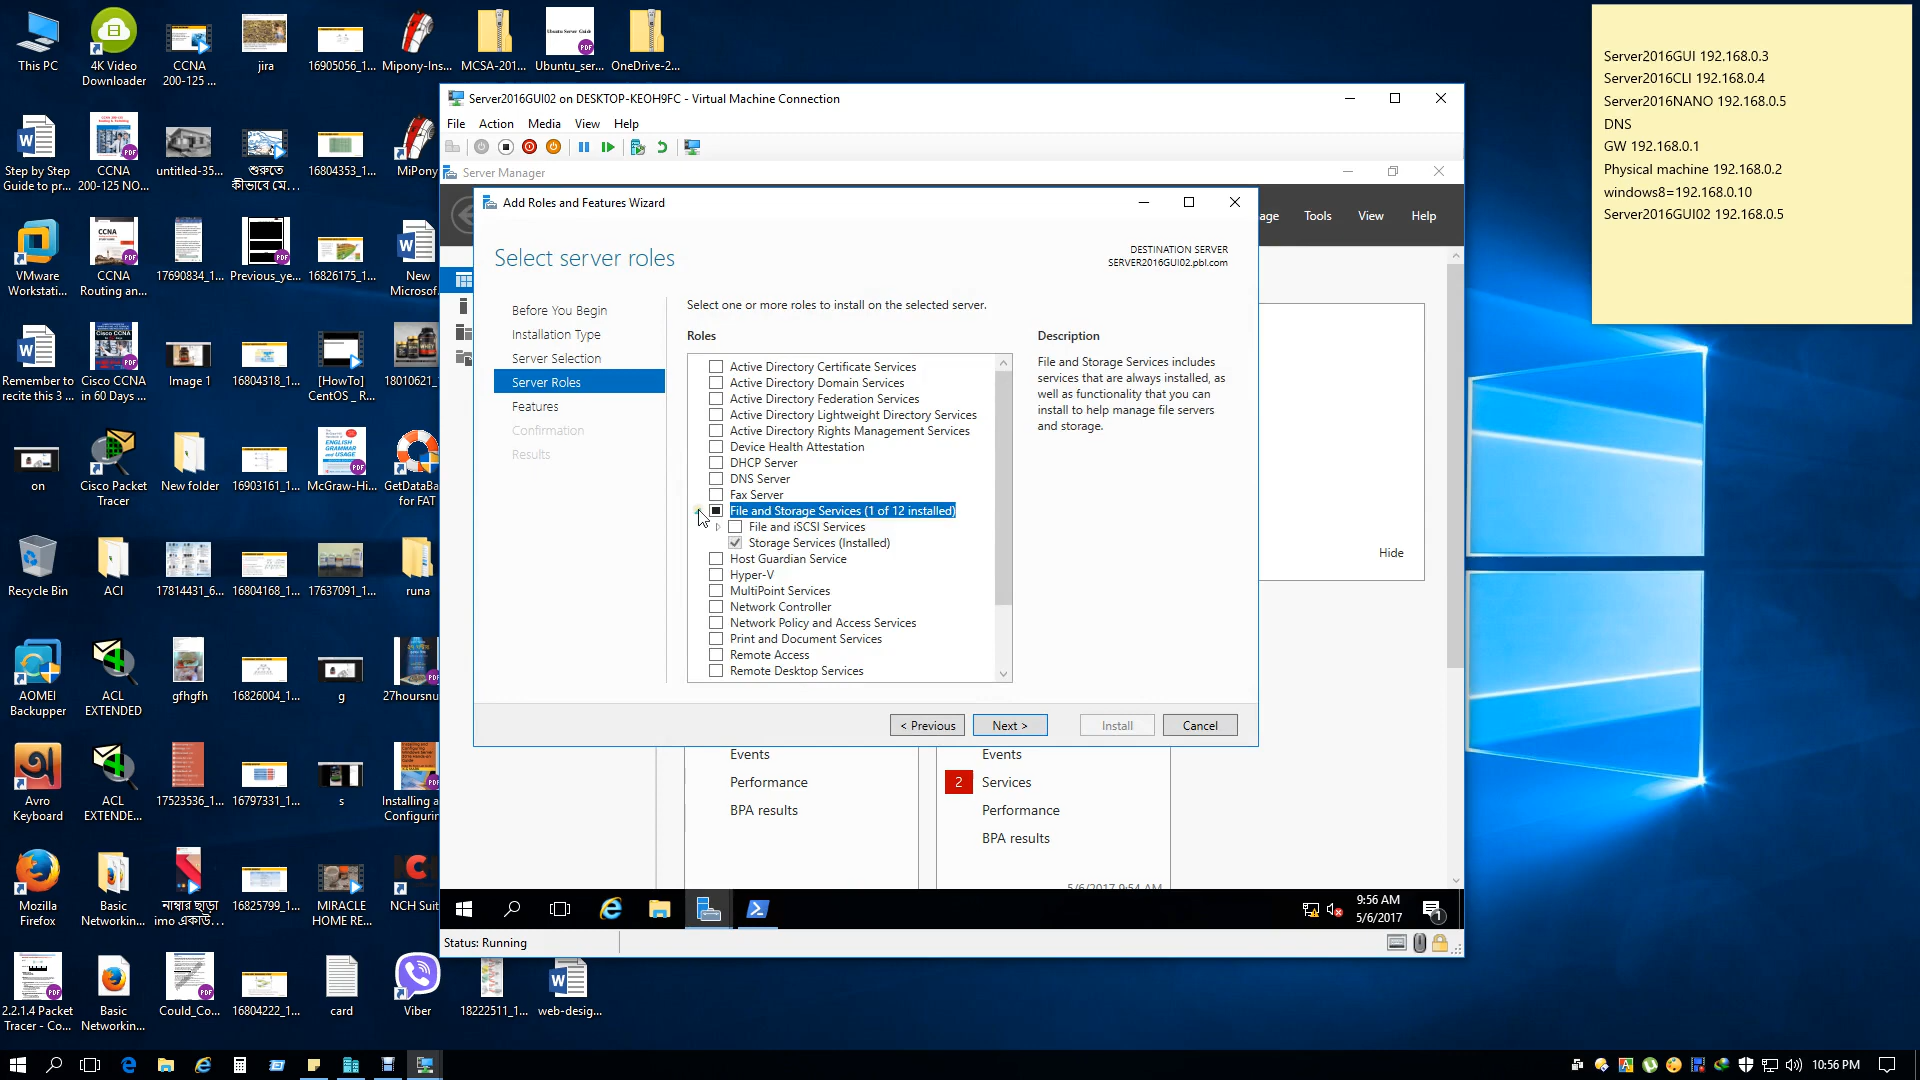 This PC
4K Video
Downloader
CCNA
200-125 ...
jira
16905056_1...
Mipony-Ins...
MCSA-201...
Ubuntu_ser...
OneDrive-2...
Step by Step
Guide to pr...
CCNA
200-125 NO...
untitled-35...
শুরুতে
কীভাবে মে...
16804353_1...
MiPony
VMware
Workstati...
CCNA
Routing an...
17690834_1...
Previous_ye...
16826175_1...
New
Microsof
Remember to
recite this 3 ...
Cisco CCNA
in 60 Days ...
Image 1
16804318_1...
[HowTo]
CentOS _ R...
18010621_
on
Cisco Packet
Tracer
New folder
16903161_1...
McGraw-Hi...
GetDataBa
for FAT
Recycle Bin
ACI
17814431_6...
16804168_1...
17637091_1...
runa
AOMEI
Backupper
ACL
EXTENDED
gfhgfh
16826004_1...
g
27hoursnu
Avro
Keyboard
ACL
EXTENDE...
17523536_1...
16797331_1...
s
Installing a
Configurin
Mozilla
Firefox
Basic
Networkin...
নাম্বার ছাড়া
imo একাউ...
16825799_1...
MIRACLE
HOME RE...
NCH Suit
2.2.1.4 Packet
Tracer - Co...
Basic
Networkin...
Could_Co...
16804222_1...
card
Viber
18222511_1...
web-desig...
Server2016GUI02 on DESKTOP-KEOH9FC - Virtual Machine Connection
File Action Media View Help
Server Manager
age Tools View Help
Add Roles and Features Wizard
Select server roles
DESTINATION SERVER
SERVER2016GUI02.pbl.com
Before You Begin
Installation Type
Server Selection
Server Roles
Features
Confirmation
Results
Select one or more roles to install on the selected server.
Roles
Active Directory Certificate Services
Active Directory Domain Services
Active Directory Federation Services
Active Directory Lightweight Directory Services
Active Directory Rights Management Services
Device Health Attestation
DHCP Server
DNS Server
Fax Server
File and Storage Services (1 of 12 installed)
File and iSCSI Services
Storage Services (Installed)
Host Guardian Service
Hyper-V
MultiPoint Services
Network Controller
Network Policy and Access Services
Print and Document Services
Remote Access
Remote Desktop Services
Description
File and Storage Services includes
services that are always installed, as
well as functionality that you can
install to help manage file servers
and storage.
Hide
< Previous
Next >
Install
Cancel
Events
Performance
BPA results
Events
2 Services
Performance
BPA results
5/6/2017 9:54 AM
9:56 AM
5/6/2017
1
Status: Running
Server2016GUI 192.168.0.3
Server2016CLI 192.168.0.4
Server2016NANO 192.168.0.5
DNS
GW 192.168.0.1
Physical machine 192.168.0.2
windows8=192.168.0.10
Server2016GUI02 192.168.0.5
10:56 PM